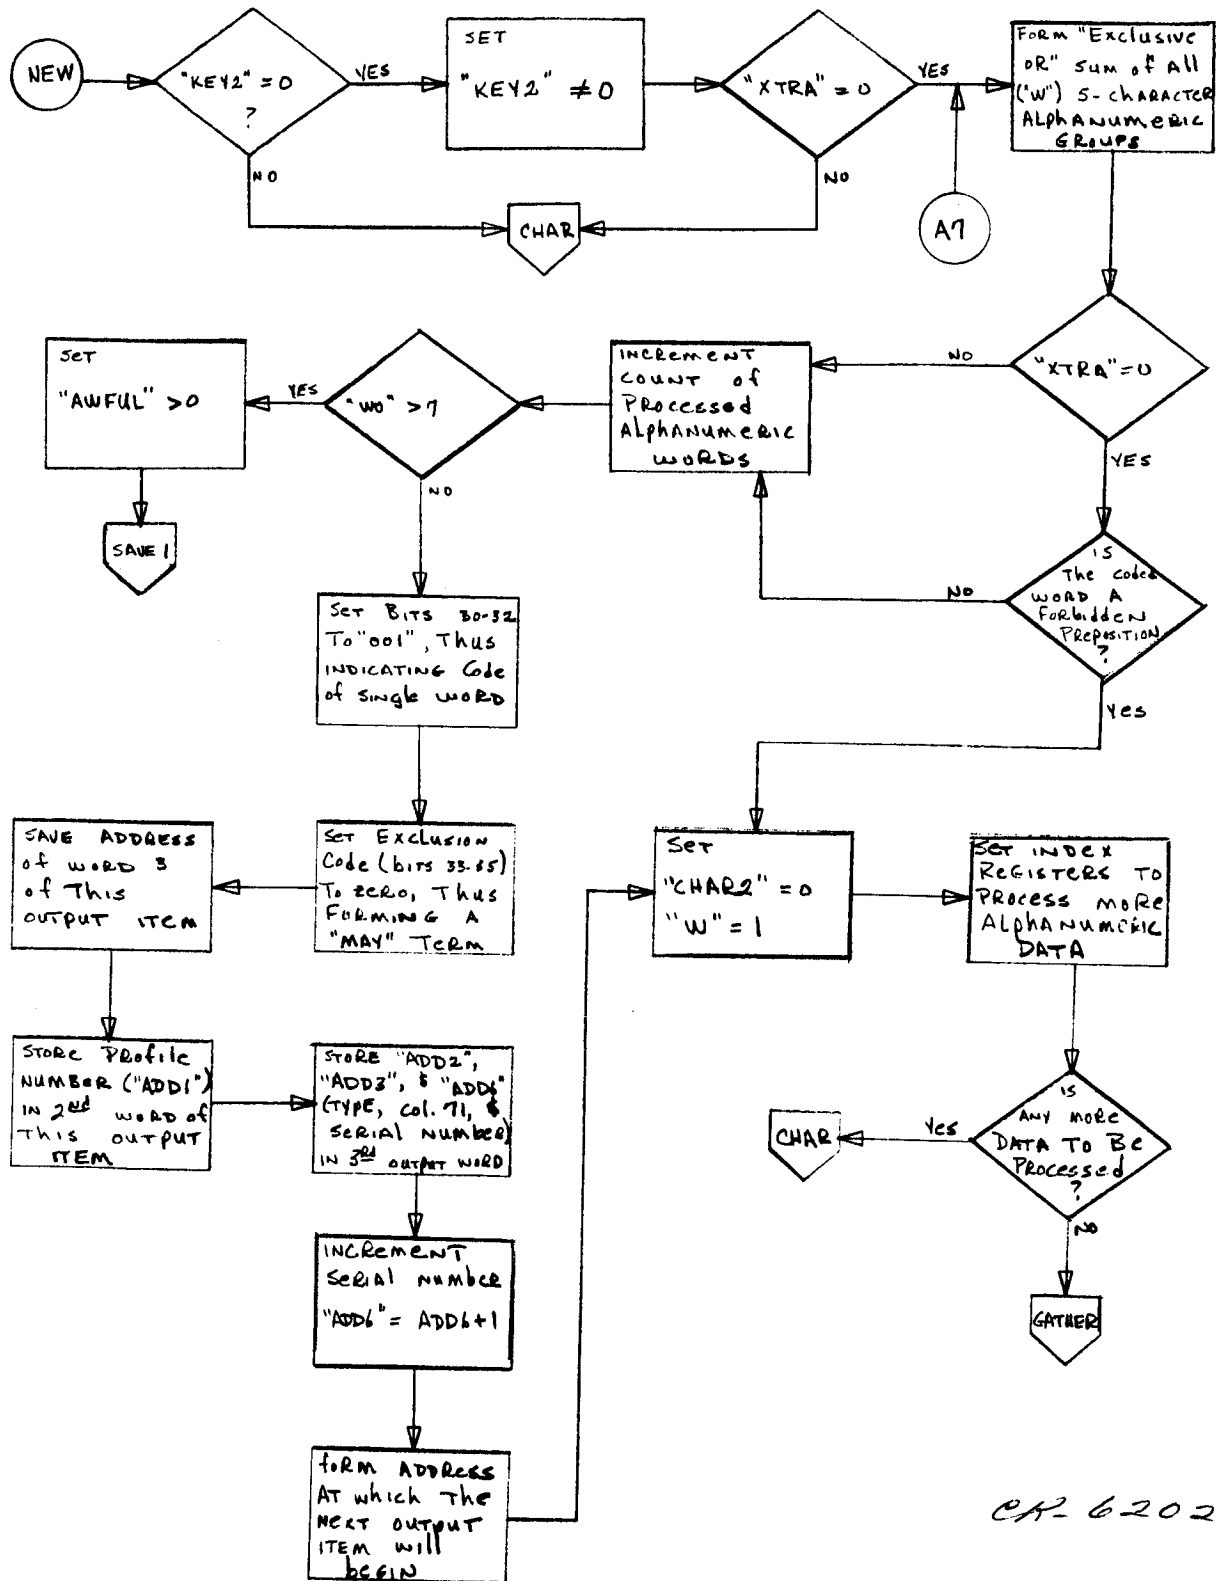 NEW
"KEY2" = 0
?
YES
NO
SET
"KEY2" ≠ 0
"XTRA" = 0
YES
NO
CHAR
A7
FORM "Exclusive
OR" SUM of All
("W") 5-CHARACTER
ALPHANUMERIC
GROUPS
"XTRA" = 0
NO
YES
INCREMENT
COUNT of
PROCESSED
ALPHANUMERIC
WORDS
"WO" > 7
YES
NO
SET
"AWFUL" > 0
SAVE 1
IS
The Coded
WORD A
Forbidden
PREPOSITION
?
NO
Yes
SET BITS 30-32
To "001", Thus
INDICATING Code
of SINGLE WORD
SET Exclusion
Code (bits 33-35)
To zero, Thus
FORMING A
"MAY" TERM
SAVE ADDRESS
of WORD 3
of THIS
OUTPUT ITEM
STORE Profile
NUMBER ("ADD1")
IN 2nd WORD of
THIS OUTPUT
ITEM
STORE "ADD2",
"ADD3", & "ADD6"
(TYPE, Col. 71, &
SERIAL NUMBER)
IN 3rd OUTPUT WORD
INCREMENT
SERIAL NUMBER
"ADD6" = ADD6+1
FORM ADDRESS
AT which THE
NEXT OUTPUT
ITEM WILL
BEGIN
SET
"CHAR2" = 0
"W" = 1
SET INDEX
REGISTERS TO
PROCESS MORE
ALPHANUMERIC
DATA
IS
ANY MORE
DATA TO BE
Processed
?
Yes
CHAR
NO
GATHER
CR-6202